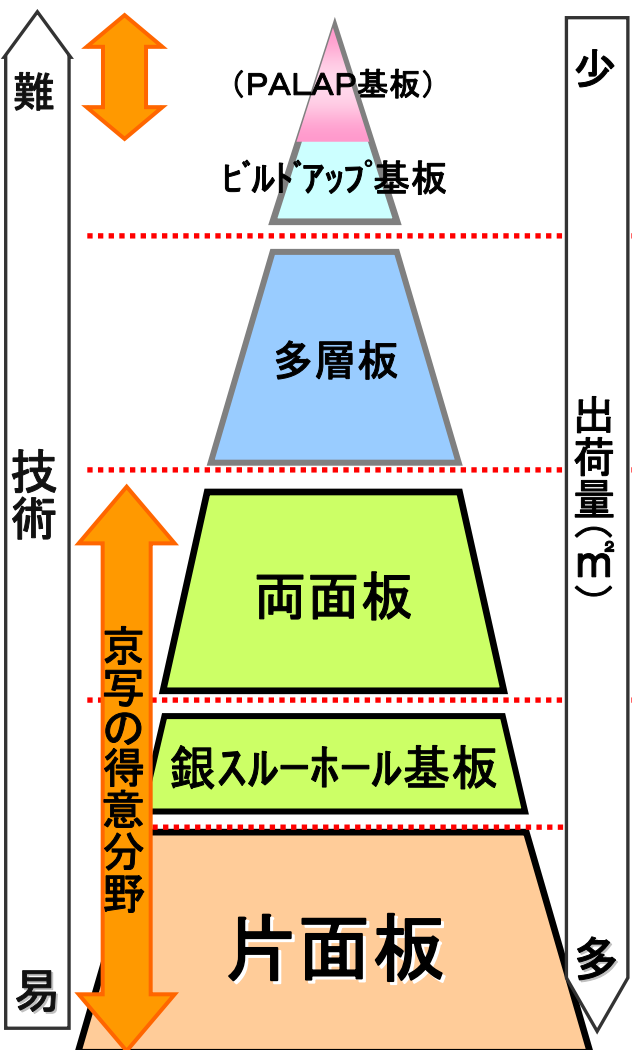 難
技術
易
京写の得意分野
（ＰＡＬＡＰ基板）
ﾋﾞﾙﾄﾞｱｯﾌﾟ基板
多層板
両面板
銀ｽﾙｰﾎｰﾙ基板
片面板
少
出荷量（㎡）
多